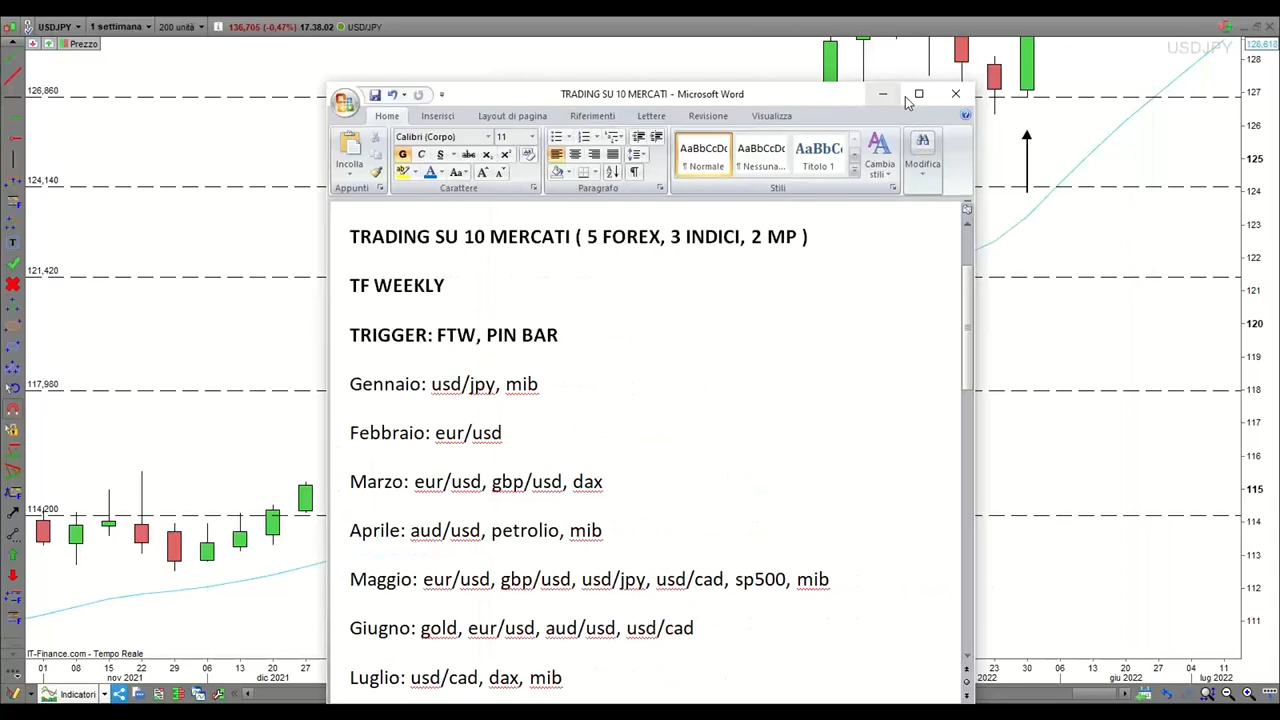 USDJPY 1 settimana 200 unità 136,705 (-0,47%) 17.38.02 USD/JPY
Prezzo
USDJPY
126,618
TRADING SU 10 MERCATI - Microsoft Word
Home Inserisci Layout di pagina Riferimenti Lettere Revisione Visualizza
Incolla
Calibri (Corpo) 11
G C S abc x₂ x² Aa
AaBbCcDc AaBbCcDc AaBbC
¶ Normale ¶ Nessuna... Titolo 1
Cambia stili
Modifica
Appunti Carattere Paragrafo Stili
TRADING SU 10 MERCATI ( 5 FOREX, 3 INDICI, 2 MP )
TF WEEKLY
TRIGGER: FTW, PIN BAR
Gennaio: usd/jpy, mib
Febbraio: eur/usd
Marzo: eur/usd, gbp/usd, dax
Aprile: aud/usd, petrolio, mib
Maggio: eur/usd, gbp/usd, usd/jpy, usd/cad, sp500, mib
Giugno: gold, eur/usd, aud/usd, usd/cad
Luglio: usd/cad, dax, mib
126,860
124,140
121,420
117,980
114,200
127
126
125
124
123
122
121
120
119
118
117
116
115
114
113
112
111
IT-Finance.com - Tempo Reale
01 08 15 22 29 06 13 20 27 23 30 06 13 20 27 04 11
nov 2021 dic 2021 2022 giu 2022 lug 2022
Indicatori